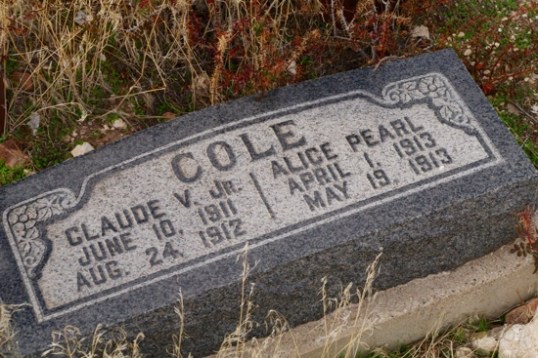 COLE
CLAUDE V. JR.
JUNE 10, 1911
AUG. 24, 1912
ALICE PEARL
APRIL 1, 1913
MAY 19, 1913